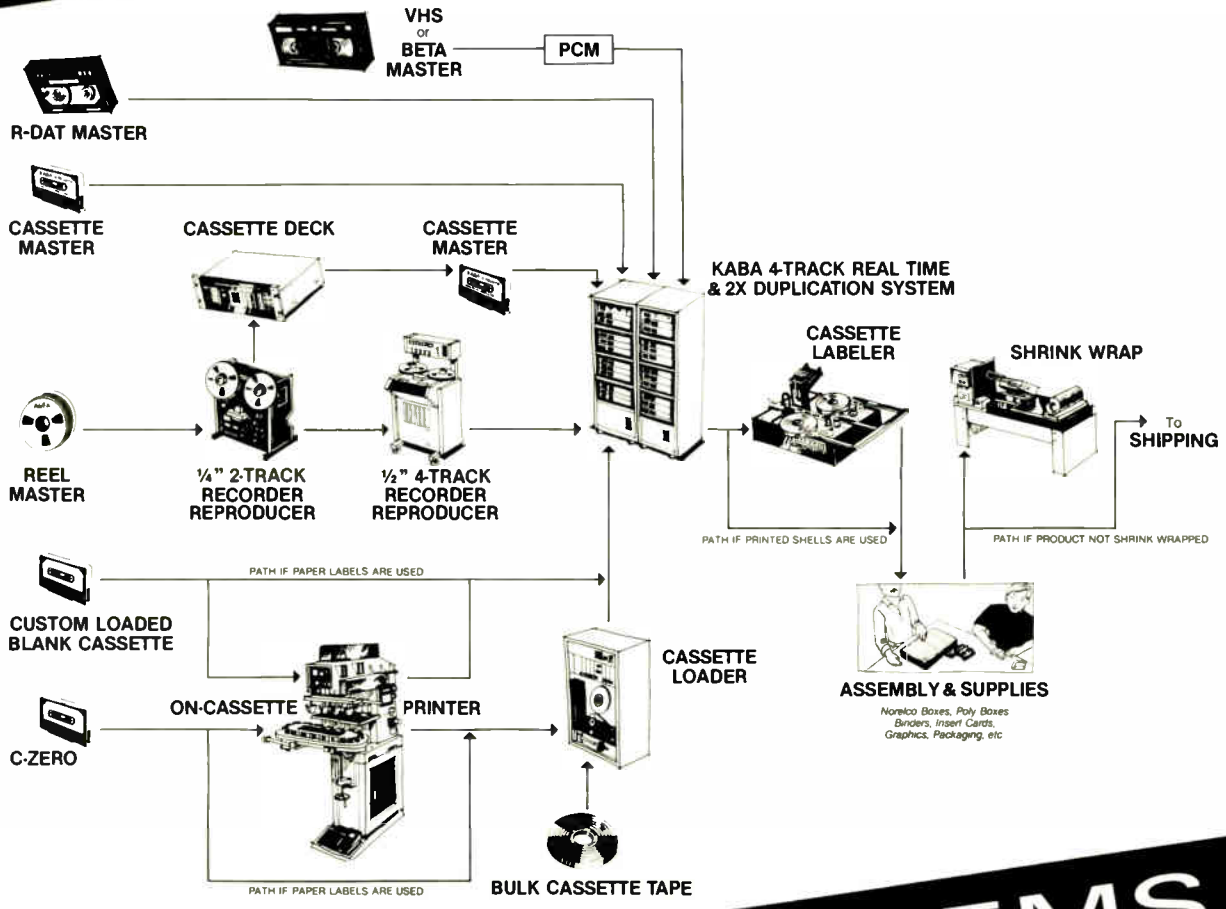 VHS
or
BETA
MASTER
PCM
R-DAT MASTER
CASSETTE
MASTER
CASSETTE DECK
CASSETTE
MASTER
KABA 4-TRACK REAL TIME
& 2X DUPLICATION SYSTEM
CASSETTE
LABELER
SHRINK WRAP
To
SHIPPING
REEL
MASTER
¼" 2-TRACK
RECORDER
REPRODUCER
½" 4-TRACK
RECORDER
REPRODUCER
PATH IF PRINTED SHELLS ARE USED
PATH IF PRODUCT NOT SHRINK WRAPPED
PATH IF PAPER LABELS ARE USED
CUSTOM LOADED
BLANK CASSETTE
CASSETTE
LOADER
ASSEMBLY & SUPPLIES
Norelco Boxes, Poly Boxes
Binders, Insert Cards,
Graphics, Packaging, etc
ON-CASSETTE PRINTER
C-ZERO
PATH IF PAPER LABELS ARE USED
BULK CASSETTE TAPE